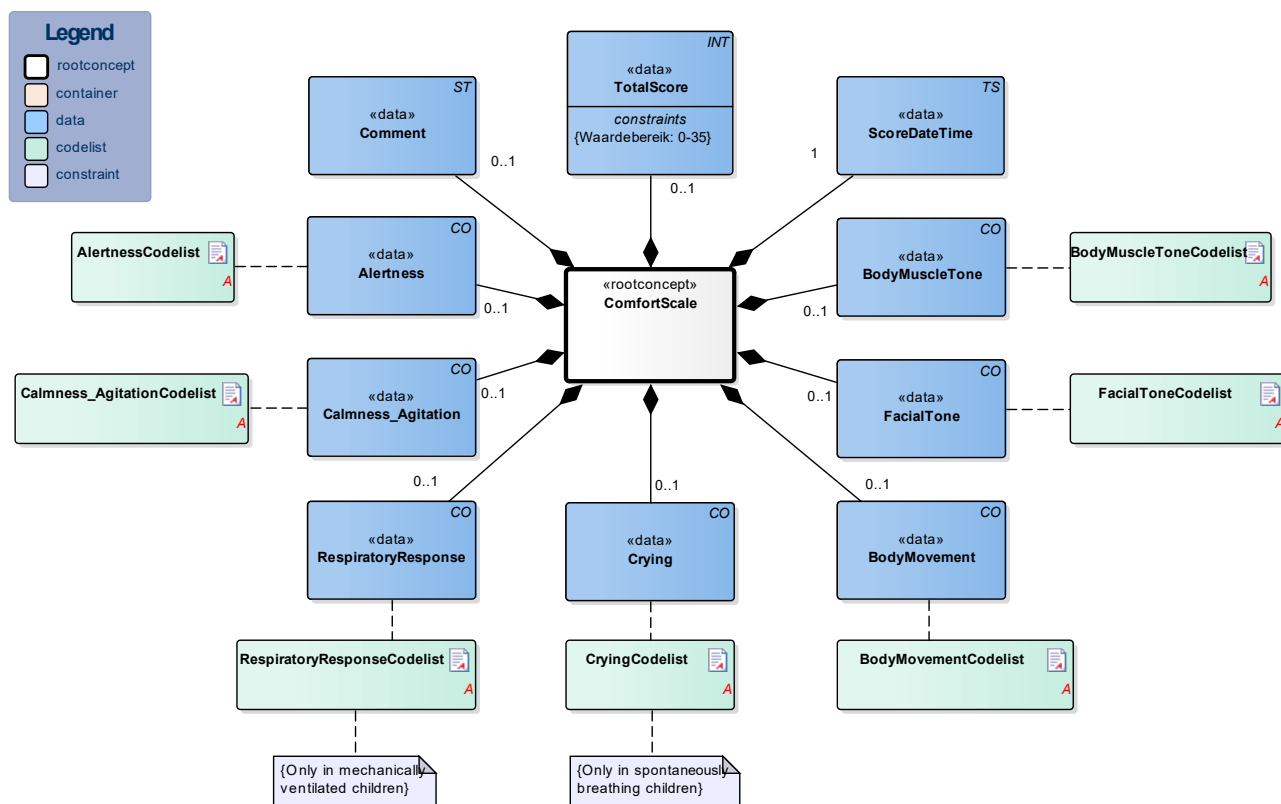 Legend
rootconcept
container
data
codelist
constraint
INT
«data»
TotalScore
constraints
{Waardebereik: 0-35}
0..1
ST
«data»
Comment
0..1
TS
«data»
ScoreDateTime
1
AlertnessCodelist
A
CO
«data»
Alertness
0..1
«rootconcept»
ComfortScale
CO
«data»
BodyMuscleTone
0..1
BodyMuscleToneCodelist
A
Calmness_AgitationCodelist
A
CO
«data»
Calmness_Agitation
0..1
CO
«data»
FacialTone
0..1
FacialToneCodelist
A
0..1
CO
«data»
RespiratoryResponse
0..1
CO
«data»
Crying
0..1
CO
«data»
BodyMovement
RespiratoryResponseCodelist
A
CryingCodelist
A
BodyMovementCodelist
A
{Only in mechanically
ventilated children}
{Only in spontaneously
breathing children}